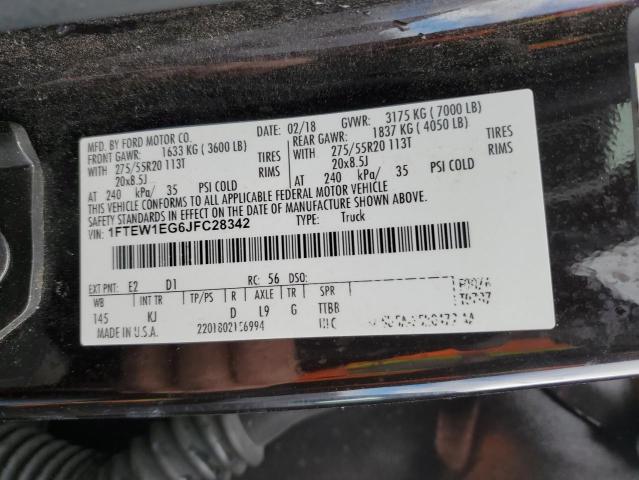 MFD. BY FORD MOTOR CO.
DATE: 02/18 GVWR: 3175 KG ( 7000 LB)
FRONT GAWR: 1633 KG ( 3600 LB) REAR GAWR: 1837 KG ( 4050 LB)
WITH 275/55R20 113T TIRES WITH 275/55R20 113T TIRES
20x8.5J RIMS 20x8.5J RIMS
AT 240 kPa/ 35 PSI COLD AT 240 kPa/ 35 PSI COLD
THIS VEHICLE CONFORMS TO ALL APPLICABLE FEDERAL MOTOR VEHICLE
SAFETY STANDARDS IN EFFECT ON THE DATE OF MANUFACTURE SHOWN ABOVE.
VIN: 1FTEW1EG6JFC28342 TYPE: Truck
EXT PNT: E2 D1 RC: 56 DSO:
WB INT TR TP/PS R AXLE TR SPR
145 KJ D L9 G TTBB
MADE IN U.S.A.